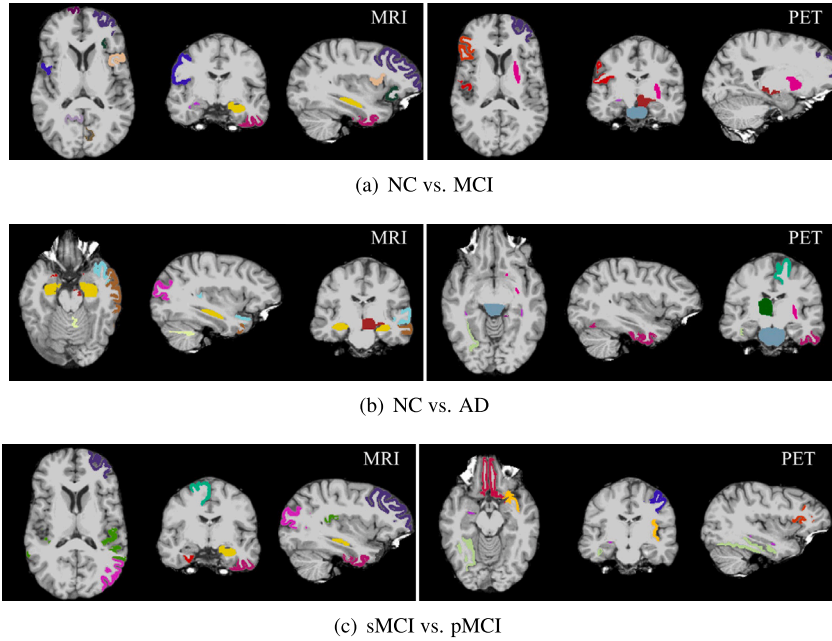 MRI PET
(a) NC vs. MCI
MRI PET
(b) NC vs. AD
MRI PET
(c) sMCI vs. pMCI